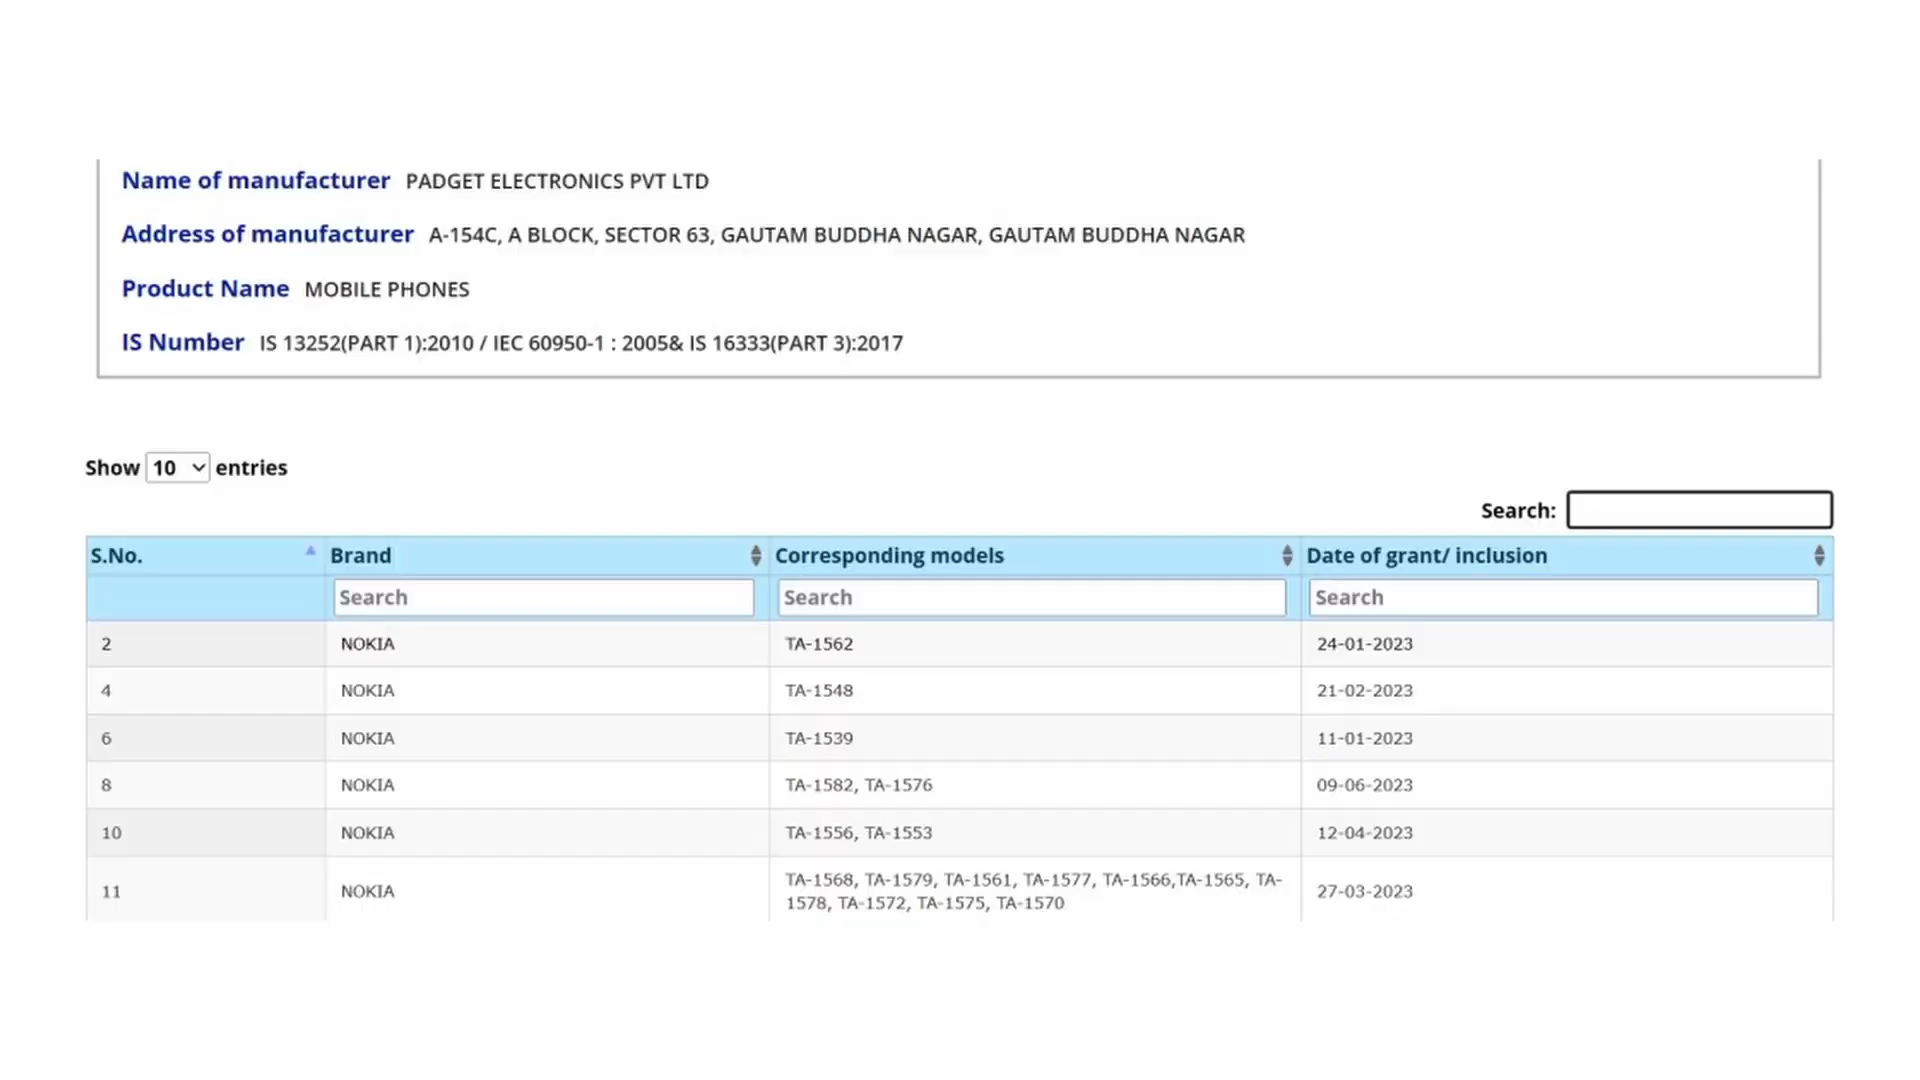 Name of manufacturer PADGET ELECTRONICS PVT LTD
Address of manufacturer A-154C, A BLOCK, SECTOR 63, GAUTAM BUDDHA NAGAR, GAUTAM BUDDHA NAGAR
Product Name MOBILE PHONES
IS Number IS 13252(PART 1):2010 / IEC 60950-1 : 2005& IS 16333(PART 3):2017
Show 10 entries
Search:
S.No. Brand Corresponding models Date of grant/ inclusion
Search Search Search
2 NOKIA TA-1562 24-01-2023
4 NOKIA TA-1548 21-02-2023
6 NOKIA TA-1539 11-01-2023
8 NOKIA TA-1582, TA-1576 09-06-2023
10 NOKIA TA-1556, TA-1553 12-04-2023
11 NOKIA TA-1568, TA-1579, TA-1561, TA-1577, TA-1566,TA-1565, TA- 27-03-2023
1578, TA-1572, TA-1575, TA-1570